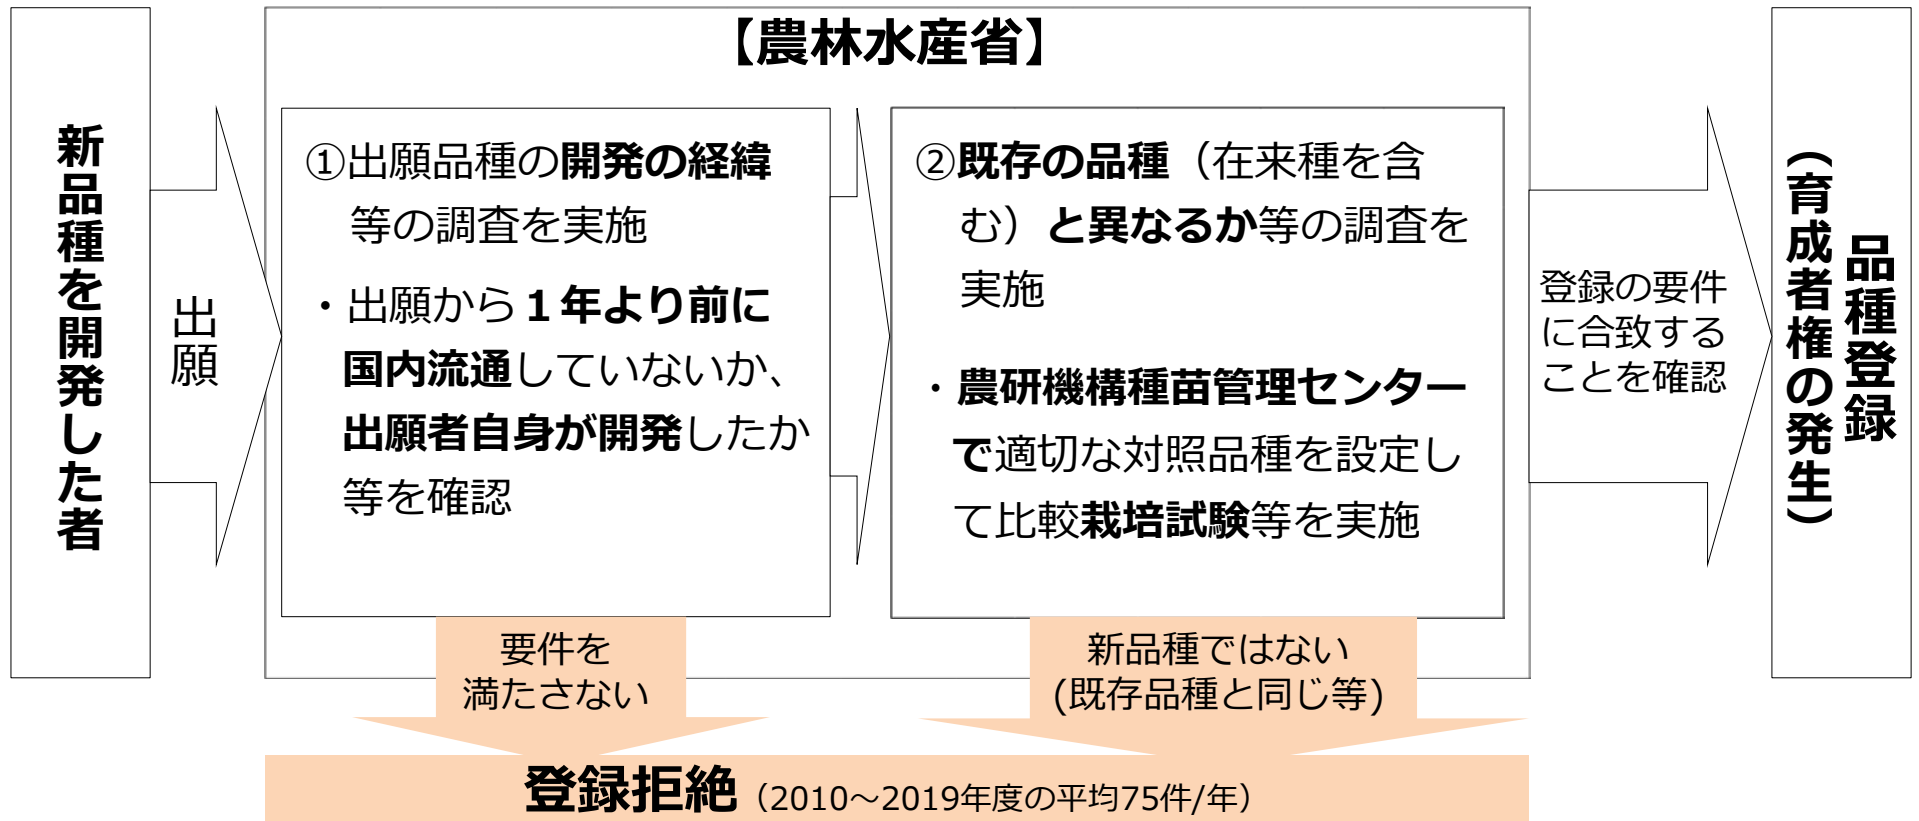 【農林水産省】
新品種を開発した者
出願
①出願品種の開発の経緯
等の調査を実施
・出願から１年より前に
国内流通していないか、
出願者自身が開発したか
等を確認
②既存の品種（在来種を含
む）と異なるか等の調査を
実施
・農研機構種苗管理センター
で適切な対照品種を設定し
て比較栽培試験等を実施
登録の要件
に合致する
ことを確認
品種登録
（育成者権の発生）
要件を
満たさない
新品種ではない
(既存品種と同じ等)
登録拒絶（2010～2019年度の平均75件/年）